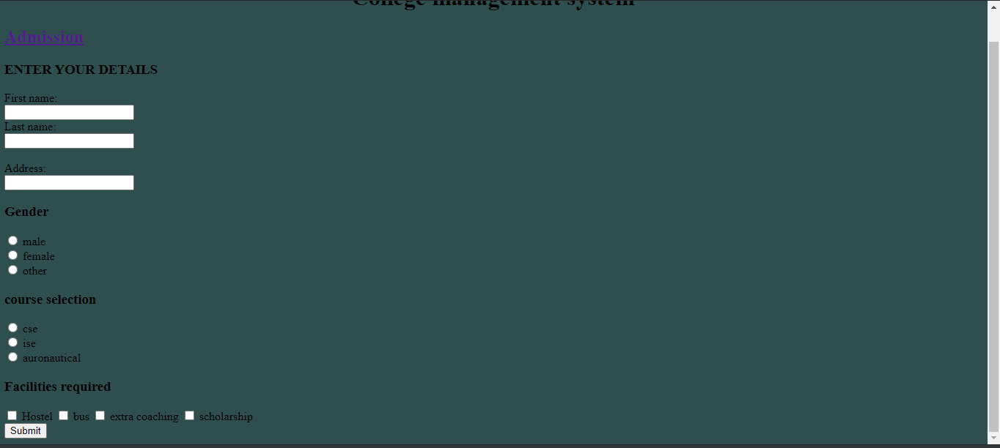 College management system
Admission
ENTER YOUR DETAILS
First name:
Last name:
Address:
Gender
male
female
other
course selection
cse
ise
auronautical
Facilities required
Hostel bus extra coaching scholarship
Submit